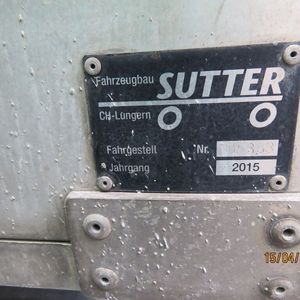 Fahrzeugbau SUTTER
CH-Lungern
Fahrgestell Nr.
Jahrgang 2015
15/04